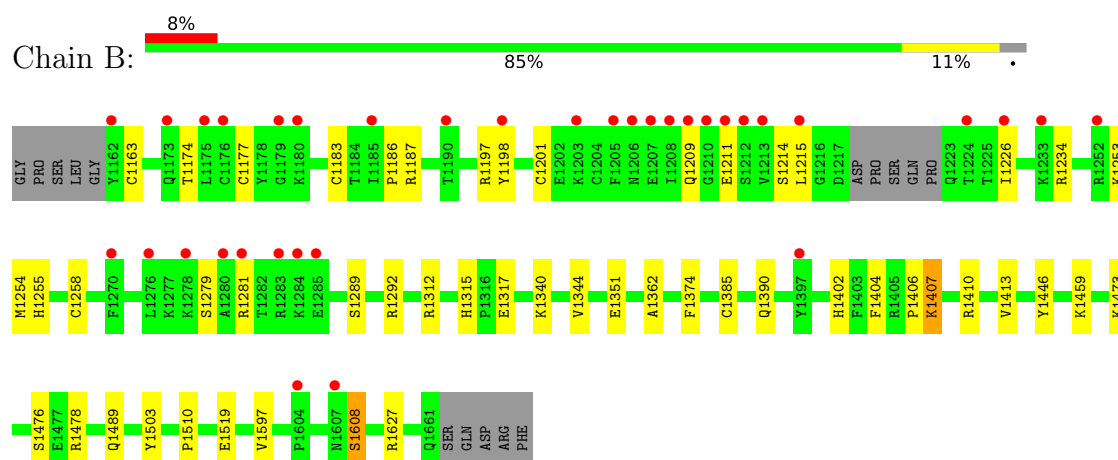 8%
Chain B:
85% 11% •
GLY PRO SER LEU GLY Y1162 C1163 Q1173 T1174 L1175 C1176 C1177 Y1178 G1179 K1180 C1183 T1184 I1185 P1186 R1187 T1190 R1197 Y1198 C1201 E1202 K1203 C1204 F1205 N1206 E1207 I1208 Q1209 G1210 E1211 S1212 V1213 S1214 L1215 G1216 D1217 ASP PRO SER GLN PRO Q1223 T1224 T1225 I1226 K1233 R1234 R1252 K1253
M1254 H1255 C1258 F1270 L1276 K1277 K1278 S1279 A1280 R1281 T1282 R1283 K1284 E1285 S1289 R1292 R1312 H1315 P1316 E1317 K1340 V1344 E1351 A1362 F1374 C1385 Q1390 Y1397 H1402 F1403 F1404 R1405 P1406 K1407 R1410 V1413 Y1446 K1459 K1473
S1476 E1477 R1478 Q1489 Y1503 P1510 E1519 V1597 P1604 N1607 S1608 R1627 Q1661 SER GLN ASP ARG PHE